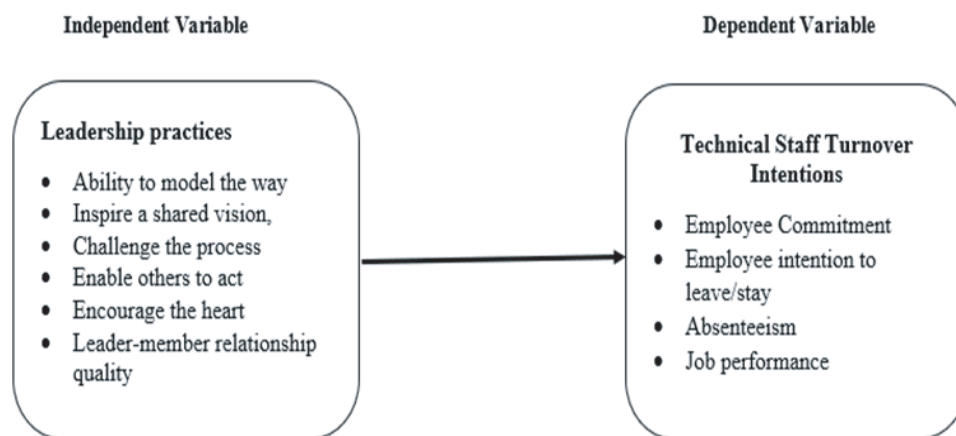 Independent Variable
Dependent Variable
Leadership practices
• Ability to model the way
• Inspire a shared vision,
• Challenge the process
• Enable others to act
• Encourage the heart
• Leader-member relationship
quality
Technical Staff Turnover
Intentions
• Employee Commitment
• Employee intention to
leave/stay
• Absenteeism
• Job performance